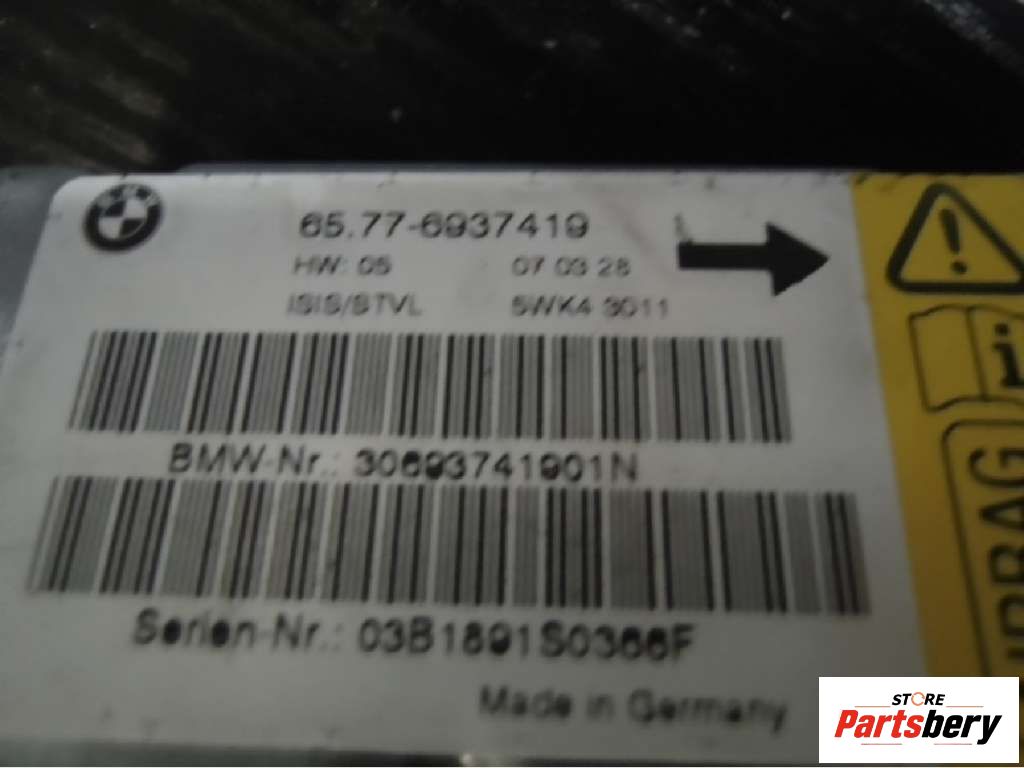 65.77-6937419
HW: 05 07 03 28
ISIS/STVL 5WK4 3011
BMW-Nr.: 30693741901N
Serien-Nr.: 03B1891S0366F
Made in Germany
i
AIRBAG
STORE
Partsbery